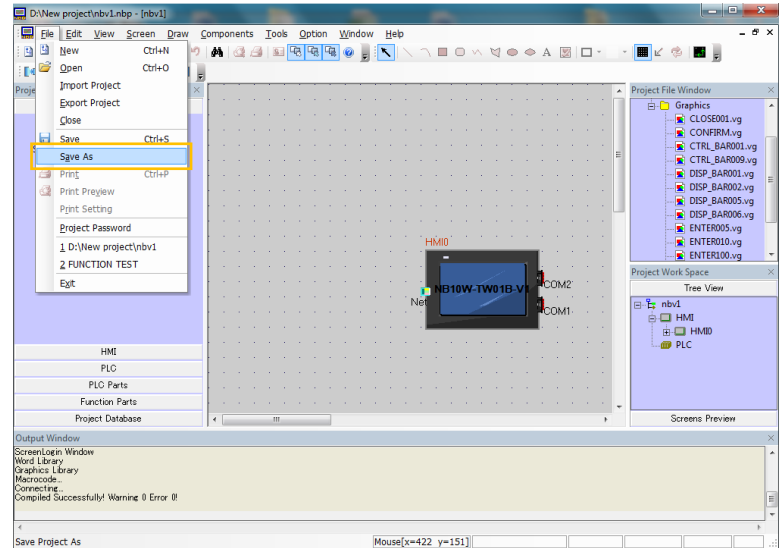 D:\New project\nbv1.nbp - [nbv1]
File Edit View Screen Draw Components Tools Option Window Help
New Ctrl+N
Open Ctrl+O
Import Project
Export Project
Close
Save Ctrl+S
Save As
Print Ctrl+P
Print Preview
Print Setting
Project Password
1 D:\New project\nbv1
2 FUNCTION TEST
Exit
HMI
PLC
PLC Parts
Function Parts
Project Database
HMI0
NB10W-TW01B-V1
COM2
COM1
Project File Window
Graphics
CLOSE001.vg
CONFIRM.vg
CTRL_BAR001.vg
CTRL_BAR009.vg
DISP_BAR001.vg
DISP_BAR002.vg
DISP_BAR005.vg
DISP_BAR006.vg
ENTER005.vg
ENTER010.vg
ENTER100.vg
Project Work Space
Tree View
nbv1
HMI
HMI0
PLC
Screens Preview
Output Window
ScreenLogin Window
Word Library
Graphics Library
Macrocode...
Connecting...
Compiled Successfully! Warning 0 Error 0!
Save Project As
Mouse[x=422 y=151]